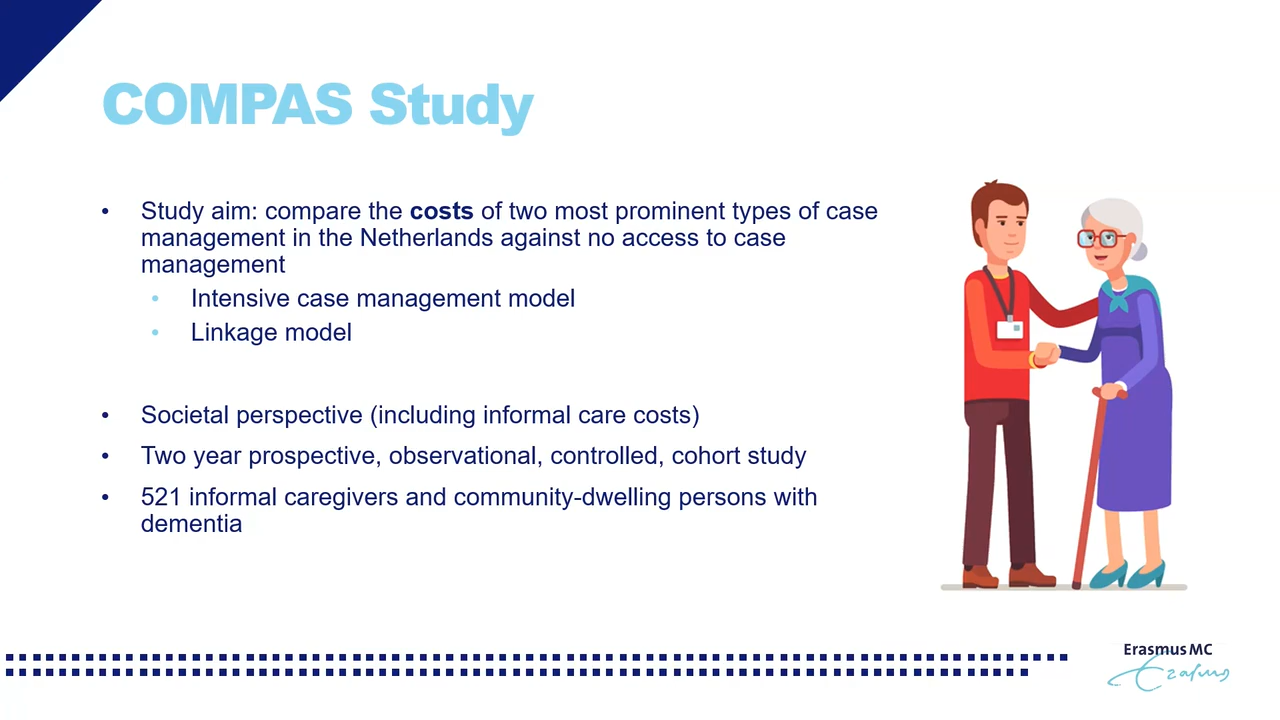 COMPAS Study
• Study aim: compare the costs of two most prominent types of case
management in the Netherlands against no access to case
management
• Intensive case management model
• Linkage model
• Societal perspective (including informal care costs)
• Two year prospective, observational, controlled, cohort study
• 521 informal caregivers and community-dwelling persons with
dementia
Erasmus MC
Erasmus